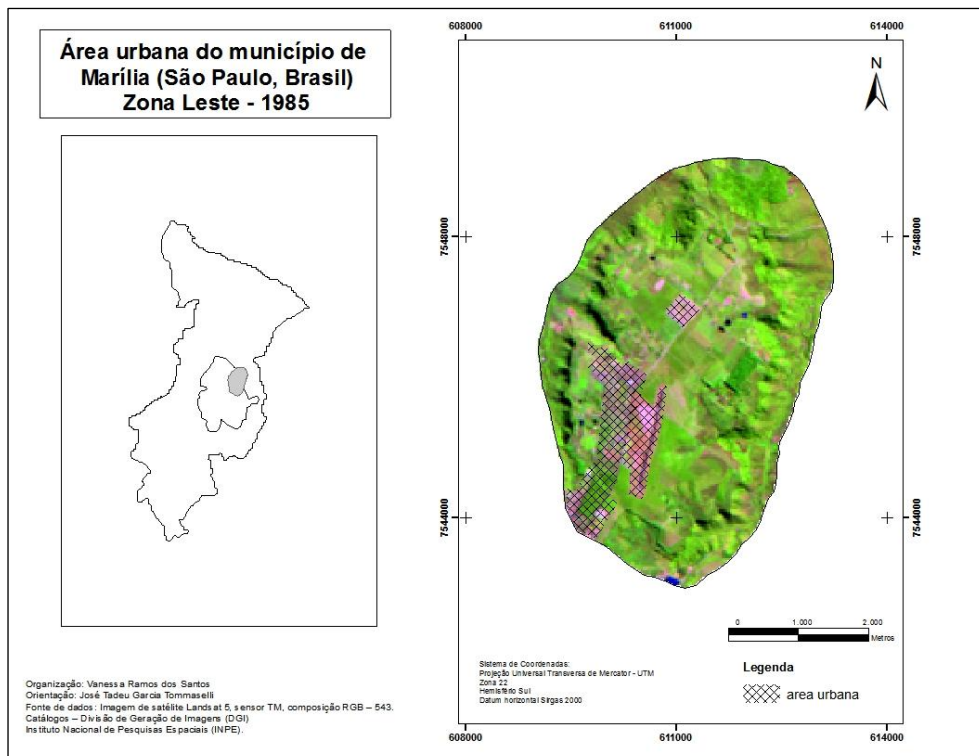 Área urbana do município de
Marília (São Paulo, Brasil)
Zona Leste - 1985
608000
611000
614000
N
7548000
7548000
7544000
7544000
0
1.000
2.000
Metros
Sistema de Coordenadas:
Projeção Universal Transversa de Mercator - UTM
Zona 22
Hemisfério Sul
Datum horizontal Sirgas 2000
Legenda
area urbana
608000
611000
614000
Organização: Vanessa Ramos dos Santos
Orientação: José Tadeu Garcia Tommaselli
Fonte de dados: Imagem de satélite Landsat 5, sensor TM, composição RGB – 543.
Catálogos – Divisão de Geração de Imagens (DGI)
Instituto Nacional de Pesquisas Espaciais (INPE).